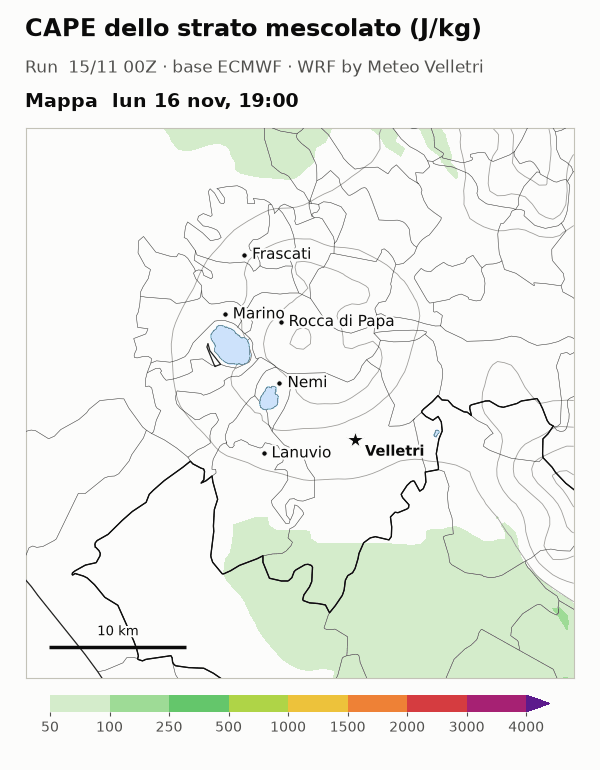 CAPE dello strato mescolato (J/kg)
Run  15/11 00Z · base ECMWF · WRF by Meteo Velletri
Mappa  lun 16 nov, 19:00
Frascati
Marino
Rocca di Papa
Nemi
Velletri
Lanuvio
10 km
50 100 250 500 1000 1500 2000 3000 4000